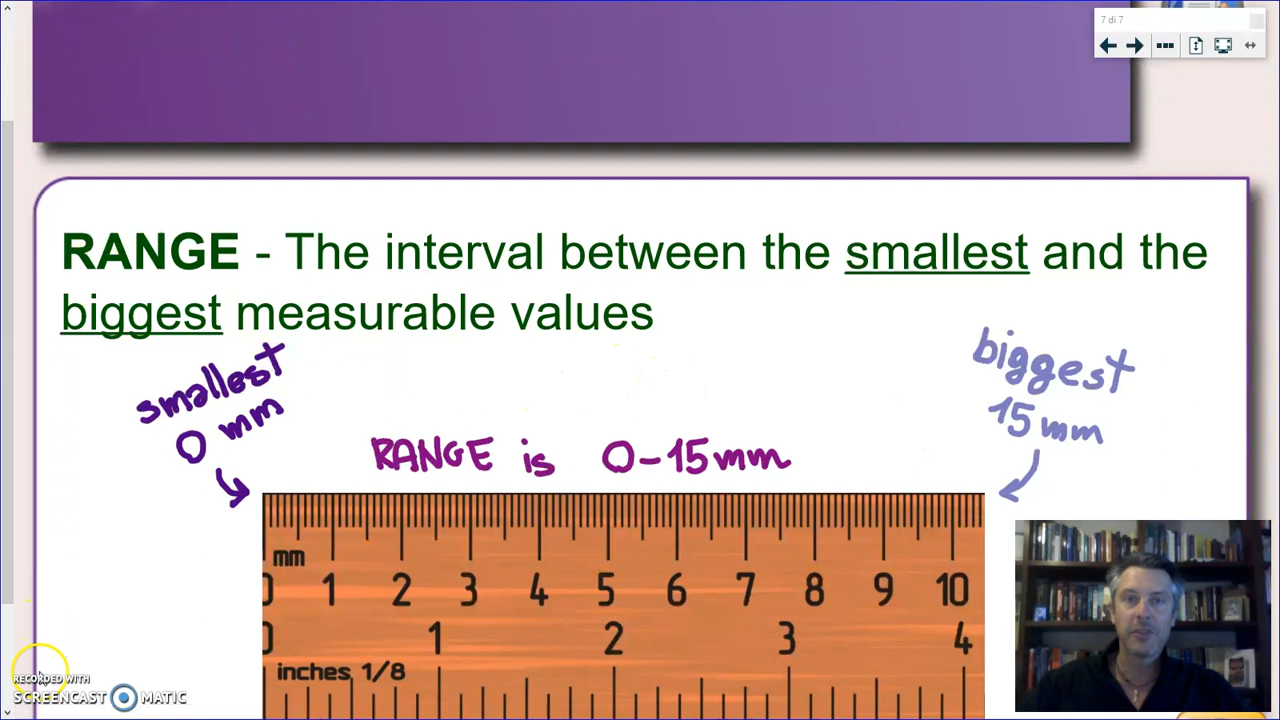 7 di 7
RANGE - The interval between the smallest and the
biggest measurable values
smallest
0 mm
biggest
15 mm
RANGE is 0-15mm
mm
0 1 2 3 4 5 6 7 8 9 10
0 1 2 3 4
inches 1/8
RECORDED WITH
SCREENCAST MATIC